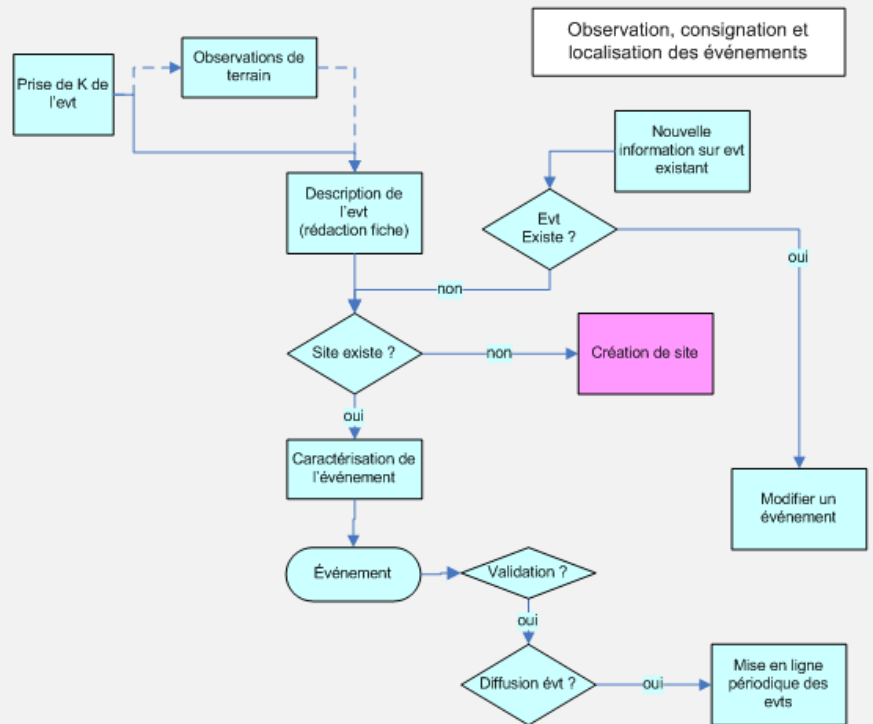 Observation, consignation et
localisation des événements
Prise de K de
l'evt
Observations de
terrain
Nouvelle
information sur evt
existant
Description de
l'evt
(rédaction fiche)
Evt
Existe ?
oui
non
Site existe ?
non
Création de site
oui
Caractérisation de
l'événement
Modifier un
événement
Événement
Validation ?
oui
Diffusion évt ?
oui
Mise en ligne
périodique des
evts